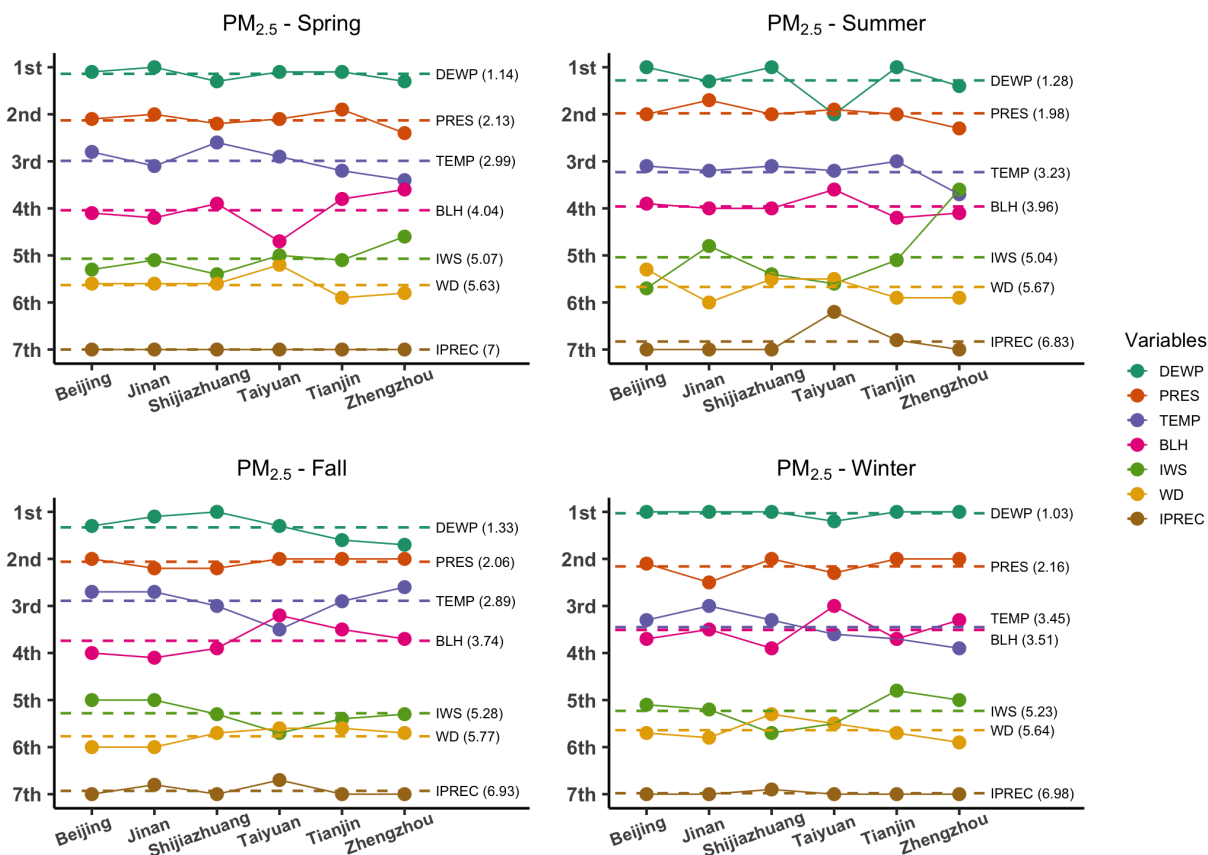 PM2.5 - Spring
1st
2nd
3rd
4th
5th
6th
7th
DEWP (1.14)
PRES (2.13)
TEMP (2.99)
BLH (4.04)
IWS (5.07)
WD (5.63)
IPREC (7)
Beijing
Jinan
Shijiazhuang
Taiyuan
Tianjin
Zhengzhou
PM2.5 - Summer
1st
2nd
3rd
4th
5th
6th
7th
DEWP (1.28)
PRES (1.98)
TEMP (3.23)
BLH (3.96)
IWS (5.04)
WD (5.67)
IPREC (6.83)
Beijing
Jinan
Shijiazhuang
Taiyuan
Tianjin
Zhengzhou
PM2.5 - Fall
1st
2nd
3rd
4th
5th
6th
7th
DEWP (1.33)
PRES (2.06)
TEMP (2.89)
BLH (3.74)
IWS (5.28)
WD (5.77)
IPREC (6.93)
Beijing
Jinan
Shijiazhuang
Taiyuan
Tianjin
Zhengzhou
PM2.5 - Winter
1st
2nd
3rd
4th
5th
6th
7th
DEWP (1.03)
PRES (2.16)
TEMP (3.45)
BLH (3.51)
IWS (5.23)
WD (5.64)
IPREC (6.98)
Beijing
Jinan
Shijiazhuang
Taiyuan
Tianjin
Zhengzhou
Variables
DEWP
PRES
TEMP
BLH
IWS
WD
IPREC